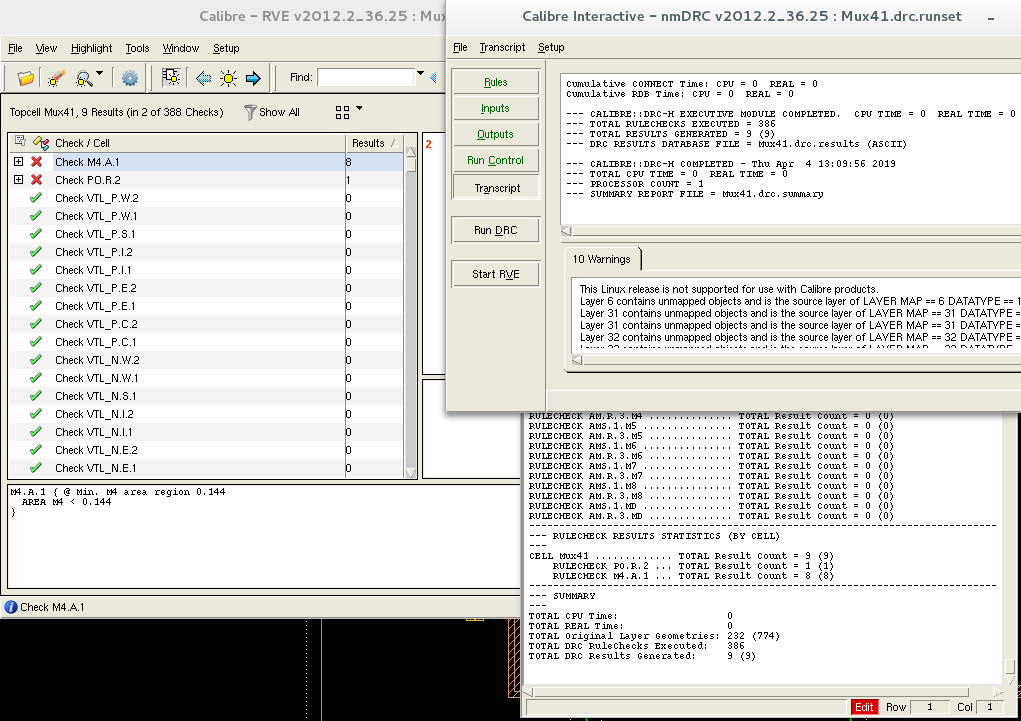 Calibre - RVE v2012.2_36.25 : Mux
File View Highlight Tools Window Setup
Find:
Topcell Mux41, 9 Results (in 2 of 388 Checks) Show All
Check / Cell Results
Check M4.A.1 8
Check PO.R.2 1
Check VTL_P.W.2 0
Check VTL_P.W.1 0
Check VTL_P.S.1 0
Check VTL_P.I.2 0
Check VTL_P.I.1 0
Check VTL_P.E.2 0
Check VTL_P.E.1 0
Check VTL_P.C.2 0
Check VTL_P.C.1 0
Check VTL_N.W.2 0
Check VTL_N.W.1 0
Check VTL_N.S.1 0
Check VTL_N.I.2 0
Check VTL_N.I.1 0
Check VTL_N.E.2 0
Check VTL_N.E.1 0
2
M4.A.1 { @ Min. M4 area region 0.144
AREA M4 < 0.144
}
Check M4.A.1
Calibre Interactive - nmDRC v2012.2_36.25 : Mux41.drc.runset
File Transcript Setup
Rules
Inputs
Outputs
Run Control
Transcript
Run DRC
Start RVE
Cumulative CONNECT Time: CPU = 0 REAL = 0
Cumulative RDB Time: CPU = 0 REAL = 0
--- CALIBRE::DRC-H EXECUTIVE MODULE COMPLETED. CPU TIME = 0 REAL TIME = 0
--- TOTAL RULECHECKS EXECUTED = 386
--- TOTAL RESULTS GENERATED = 9 (9)
--- DRC RESULTS DATABASE FILE = Mux41.drc.results (ASCII)
--- CALIBRE::DRC-H COMPLETED - Thu Apr 4 13:09:56 2019
--- TOTAL CPU TIME = 0 REAL TIME = 0
--- PROCESSOR COUNT = 1
--- SUMMARY REPORT FILE = Mux41.drc.summary
10 Warnings
This Linux release is not supported for use with Calibre products.
Layer 6 contains unmapped objects and is the source layer of LAYER MAP == 6 DATATYPE == 1
Layer 31 contains unmapped objects and is the source layer of LAYER MAP == 31 DATATYPE =
Layer 31 contains unmapped objects and is the source layer of LAYER MAP == 31 DATATYPE =
Layer 32 contains unmapped objects and is the source layer of LAYER MAP == 32 DATATYPE =
RULECHECK AM.R.3.M4 .............. TOTAL Result Count = 0 (0)
RULECHECK AMS.1.M5 ............... TOTAL Result Count = 0 (0)
RULECHECK AM.R.3.M5 .............. TOTAL Result Count = 0 (0)
RULECHECK AMS.1.M6 ............... TOTAL Result Count = 0 (0)
RULECHECK AM.R.3.M6 .............. TOTAL Result Count = 0 (0)
RULECHECK AMS.1.M7 ............... TOTAL Result Count = 0 (0)
RULECHECK AM.R.3.M7 .............. TOTAL Result Count = 0 (0)
RULECHECK AMS.1.M8 ............... TOTAL Result Count = 0 (0)
RULECHECK AM.R.3.M8 .............. TOTAL Result Count = 0 (0)
RULECHECK AMS.1.MD ............... TOTAL Result Count = 0 (0)
RULECHECK AM.R.3.MD .............. TOTAL Result Count = 0 (0)
--- RULECHECK RESULTS STATISTICS (BY CELL)
---
CELL Mux41 ............. TOTAL Result Count = 9 (9)
RULECHECK PO.R.2 ... TOTAL Result Count = 1 (1)
RULECHECK M4.A.1 ... TOTAL Result Count = 8 (8)
--- SUMMARY
---
TOTAL CPU Time: 0
TOTAL REAL Time: 0
TOTAL Original Layer Geometries: 232 (774)
TOTAL DRC RuleChecks Executed: 386
TOTAL DRC Results Generated: 9 (9)
Edit Row 1 Col 1